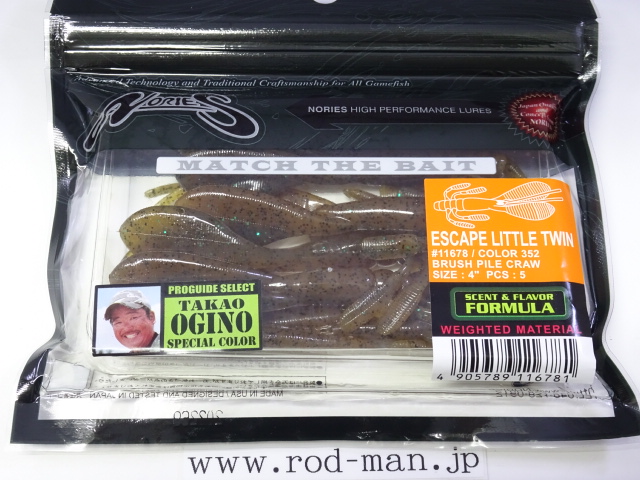 Advanced Technology and Traditional Craftsmanship for All Gamefish
NORIES
NORIES HIGH PERFORMANCE LURES
MATCH THE BAIT
ESCAPE LITTLE TWIN
#11678 / COLOR 352
BRUSH PILE CRAW
SIZE : 4" PCS : 5
SCENT & FLAVOR
FORMULA
WEIGHTED MATERIAL
4 905789 116781
PROGUIDE SELECT
TAKAO
OGINO
SPECIAL COLOR
MADE IN USA / DESIGNED AND TESTED IN JAPAN
www.rod-man.jp